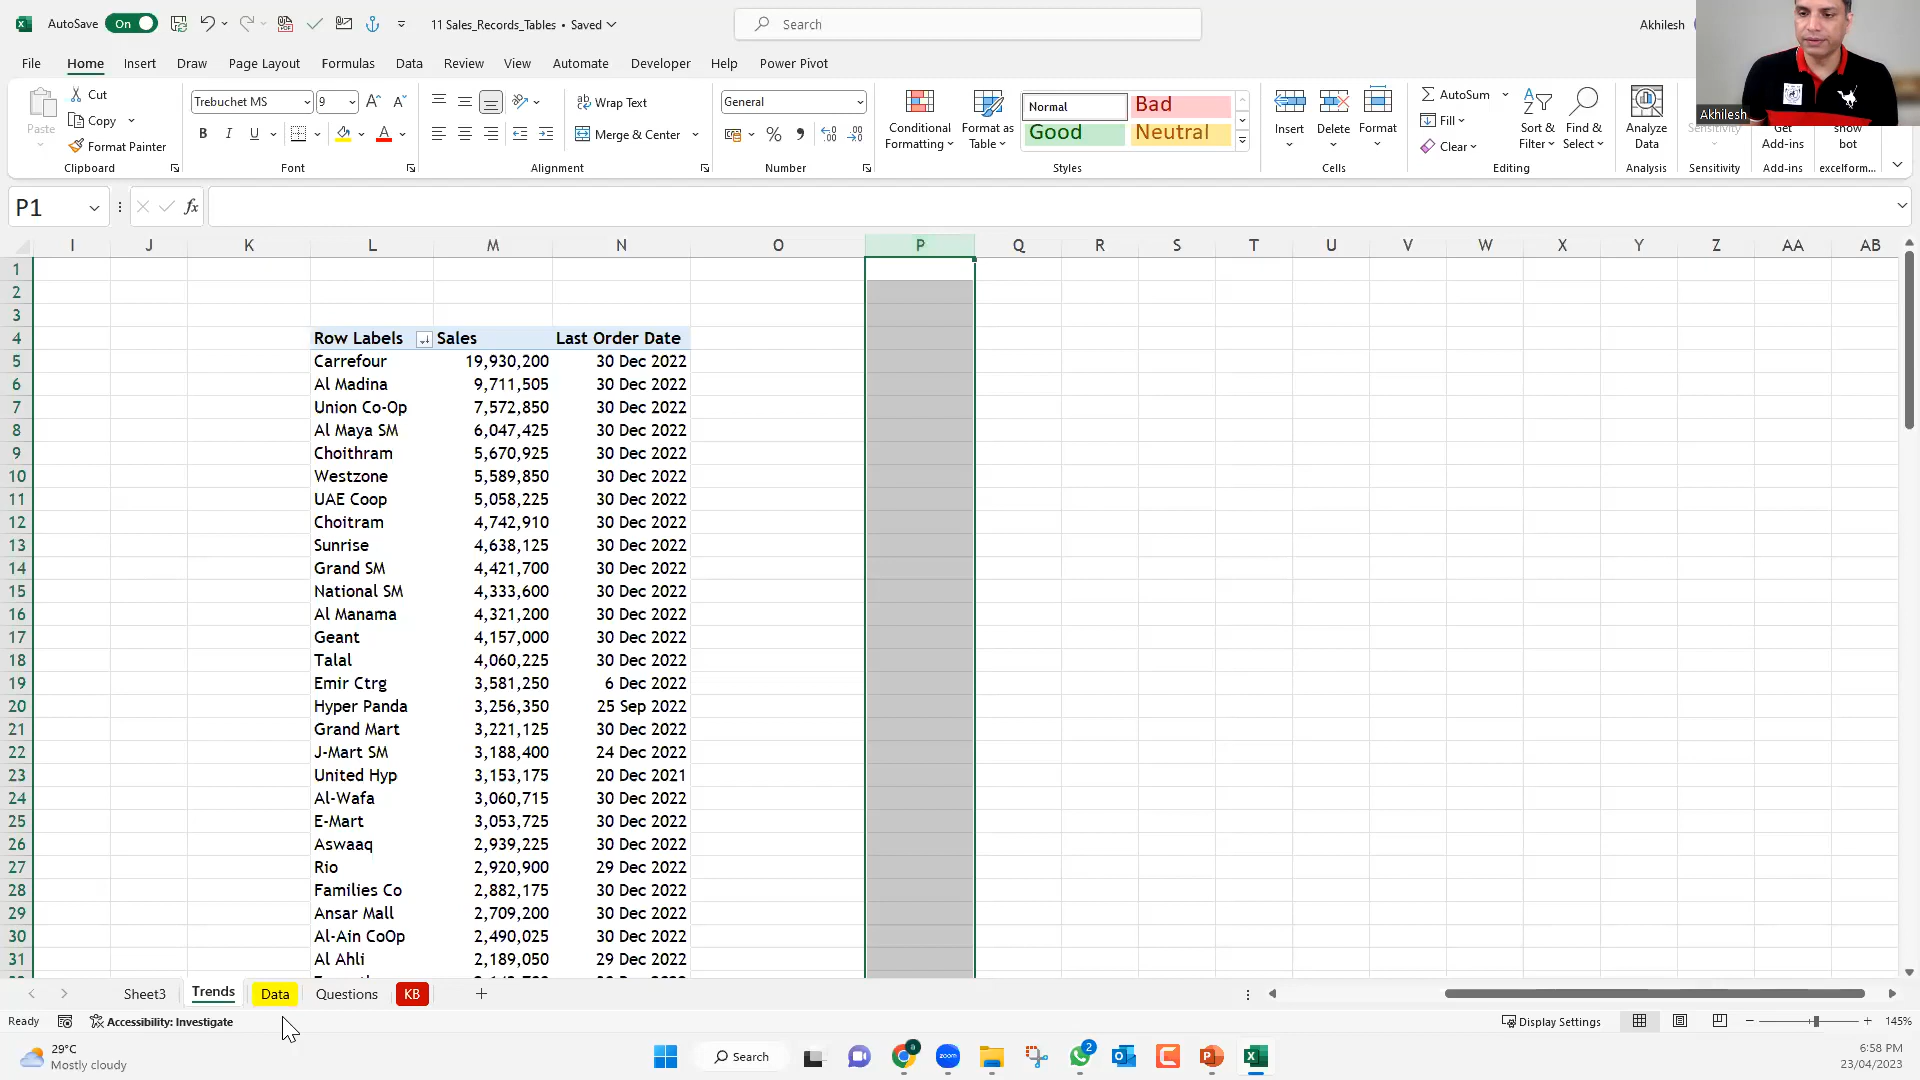 AutoSave On 11 Sales_Records_Tables • Saved Search Akhilesh
File Home Insert Draw Page Layout Formulas Data Review View Automate Developer Help Power Pivot
Paste Cut Copy Format Painter Clipboard
Trebuchet MS 9 B I U A Font
Wrap Text Merge & Center Alignment
General % Number
Conditional Formatting Format as Table Normal Bad Good Neutral Styles
Insert Delete Format Cells
AutoSum Fill Clear Sort & Filter Find & Select Editing
Analyze Data Analysis
Sensitivity Sensitivity
Get Add-ins Add-ins
show bot excelform...
Akhilesh
P1 fx
I J K L M N O P Q R S T U V W X Y Z AA AB
1
2
3
4 Row Labels Sales Last Order Date
5 Carrefour 19,930,200 30 Dec 2022
6 Al Madina 9,711,505 30 Dec 2022
7 Union Co-Op 7,572,850 30 Dec 2022
8 Al Maya SM 6,047,425 30 Dec 2022
9 Choithram 5,670,925 30 Dec 2022
10 Westzone 5,589,850 30 Dec 2022
11 UAE Coop 5,058,225 30 Dec 2022
12 Choitram 4,742,910 30 Dec 2022
13 Sunrise 4,638,125 30 Dec 2022
14 Grand SM 4,421,700 30 Dec 2022
15 National SM 4,333,600 30 Dec 2022
16 Al Manama 4,321,200 30 Dec 2022
17 Geant 4,157,000 30 Dec 2022
18 Talal 4,060,225 30 Dec 2022
19 Emir Ctrg 3,581,250 6 Dec 2022
20 Hyper Panda 3,256,350 25 Sep 2022
21 Grand Mart 3,221,125 30 Dec 2022
22 J-Mart SM 3,188,400 24 Dec 2022
23 United Hyp 3,153,175 20 Dec 2021
24 Al-Wafa 3,060,715 30 Dec 2022
25 E-Mart 3,053,725 30 Dec 2022
26 Aswaaq 2,939,225 30 Dec 2022
27 Rio 2,920,900 29 Dec 2022
28 Families Co 2,882,175 30 Dec 2022
29 Ansar Mall 2,709,200 30 Dec 2022
30 Al-Ain CoOp 2,490,025 30 Dec 2022
31 Al Ahli 2,189,050 29 Dec 2022
Sheet3 Trends Data Questions KB
Ready Accessibility: Investigate Display Settings 145%
29°C
Mostly cloudy
Search
a zoom 2
6:58 PM
23/04/2023